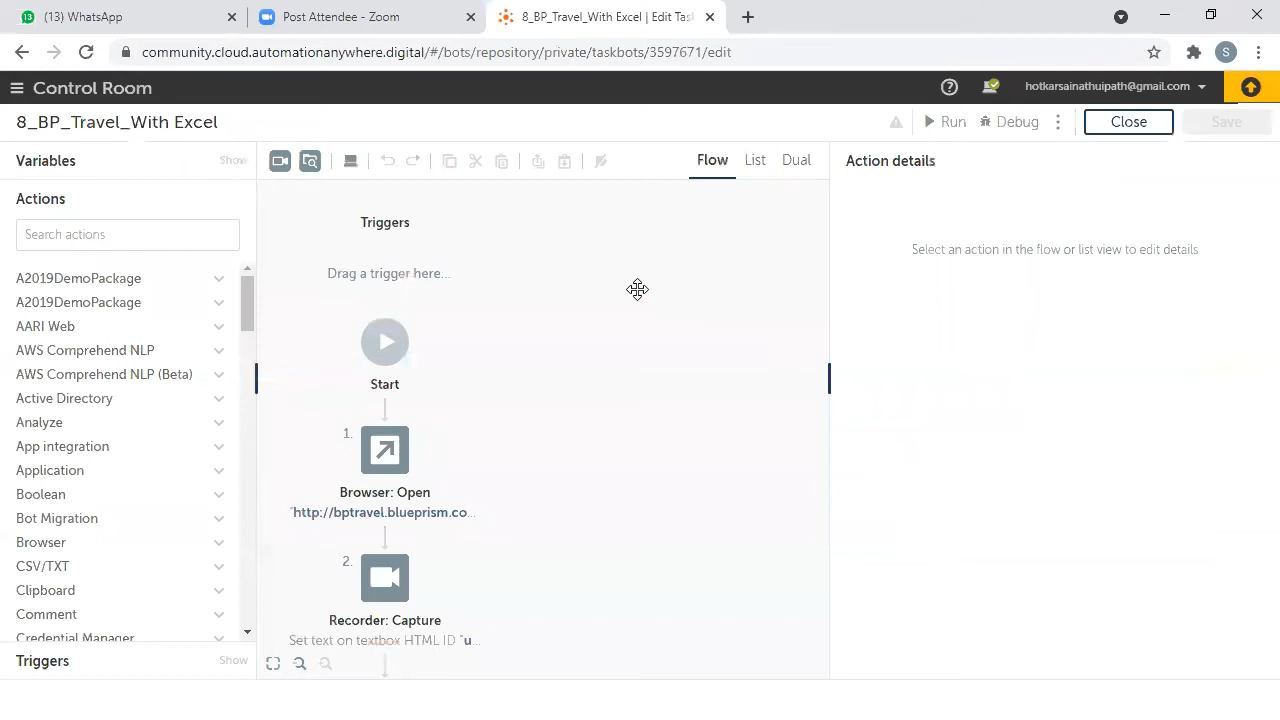 (13) WhatsApp
Post Attendee - Zoom
8_BP_Travel_With Excel | Edit Tas
community.cloud.automationanywhere.digital/#/bots/repository/private/taskbots/3597671/edit
S
Control Room
hotkarsainathuipath@gmail.com
8_BP_Travel_With Excel
Run
Debug
Close
Save
Variables
Show
Flow
List
Dual
Action details
Actions
Search actions
Triggers
Select an action in the flow or list view to edit details
Drag a trigger here...
A2019DemoPackage
A2019DemoPackage
AARI Web
AWS Comprehend NLP
AWS Comprehend NLP (Beta)
Active Directory
Analyze
App integration
Application
Boolean
Bot Migration
Browser
CSV/TXT
Clipboard
Comment
Credential Manager
Start
1.
Browser: Open
"http://bptravel.blueprism.co...
2.
Recorder: Capture
Set text on textbox HTML ID "u...
Triggers
Show